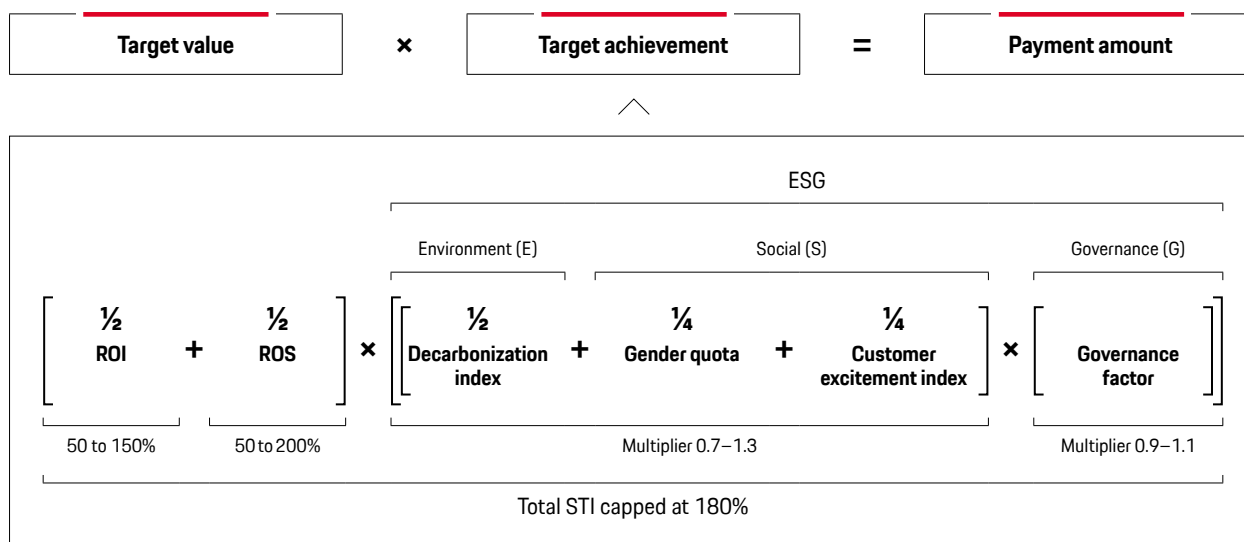 Target value × Target achievement = Payment amount
ESG
Environment (E) Social (S) Governance (G)
½ ROI + ½ ROS × ½ Decarbonization index + ¼ Gender quota + ¼ Customer excitement index × Governance factor
50 to 150% 50 to 200% Multiplier 0.7–1.3 Multiplier 0.9–1.1
Total STI capped at 180%